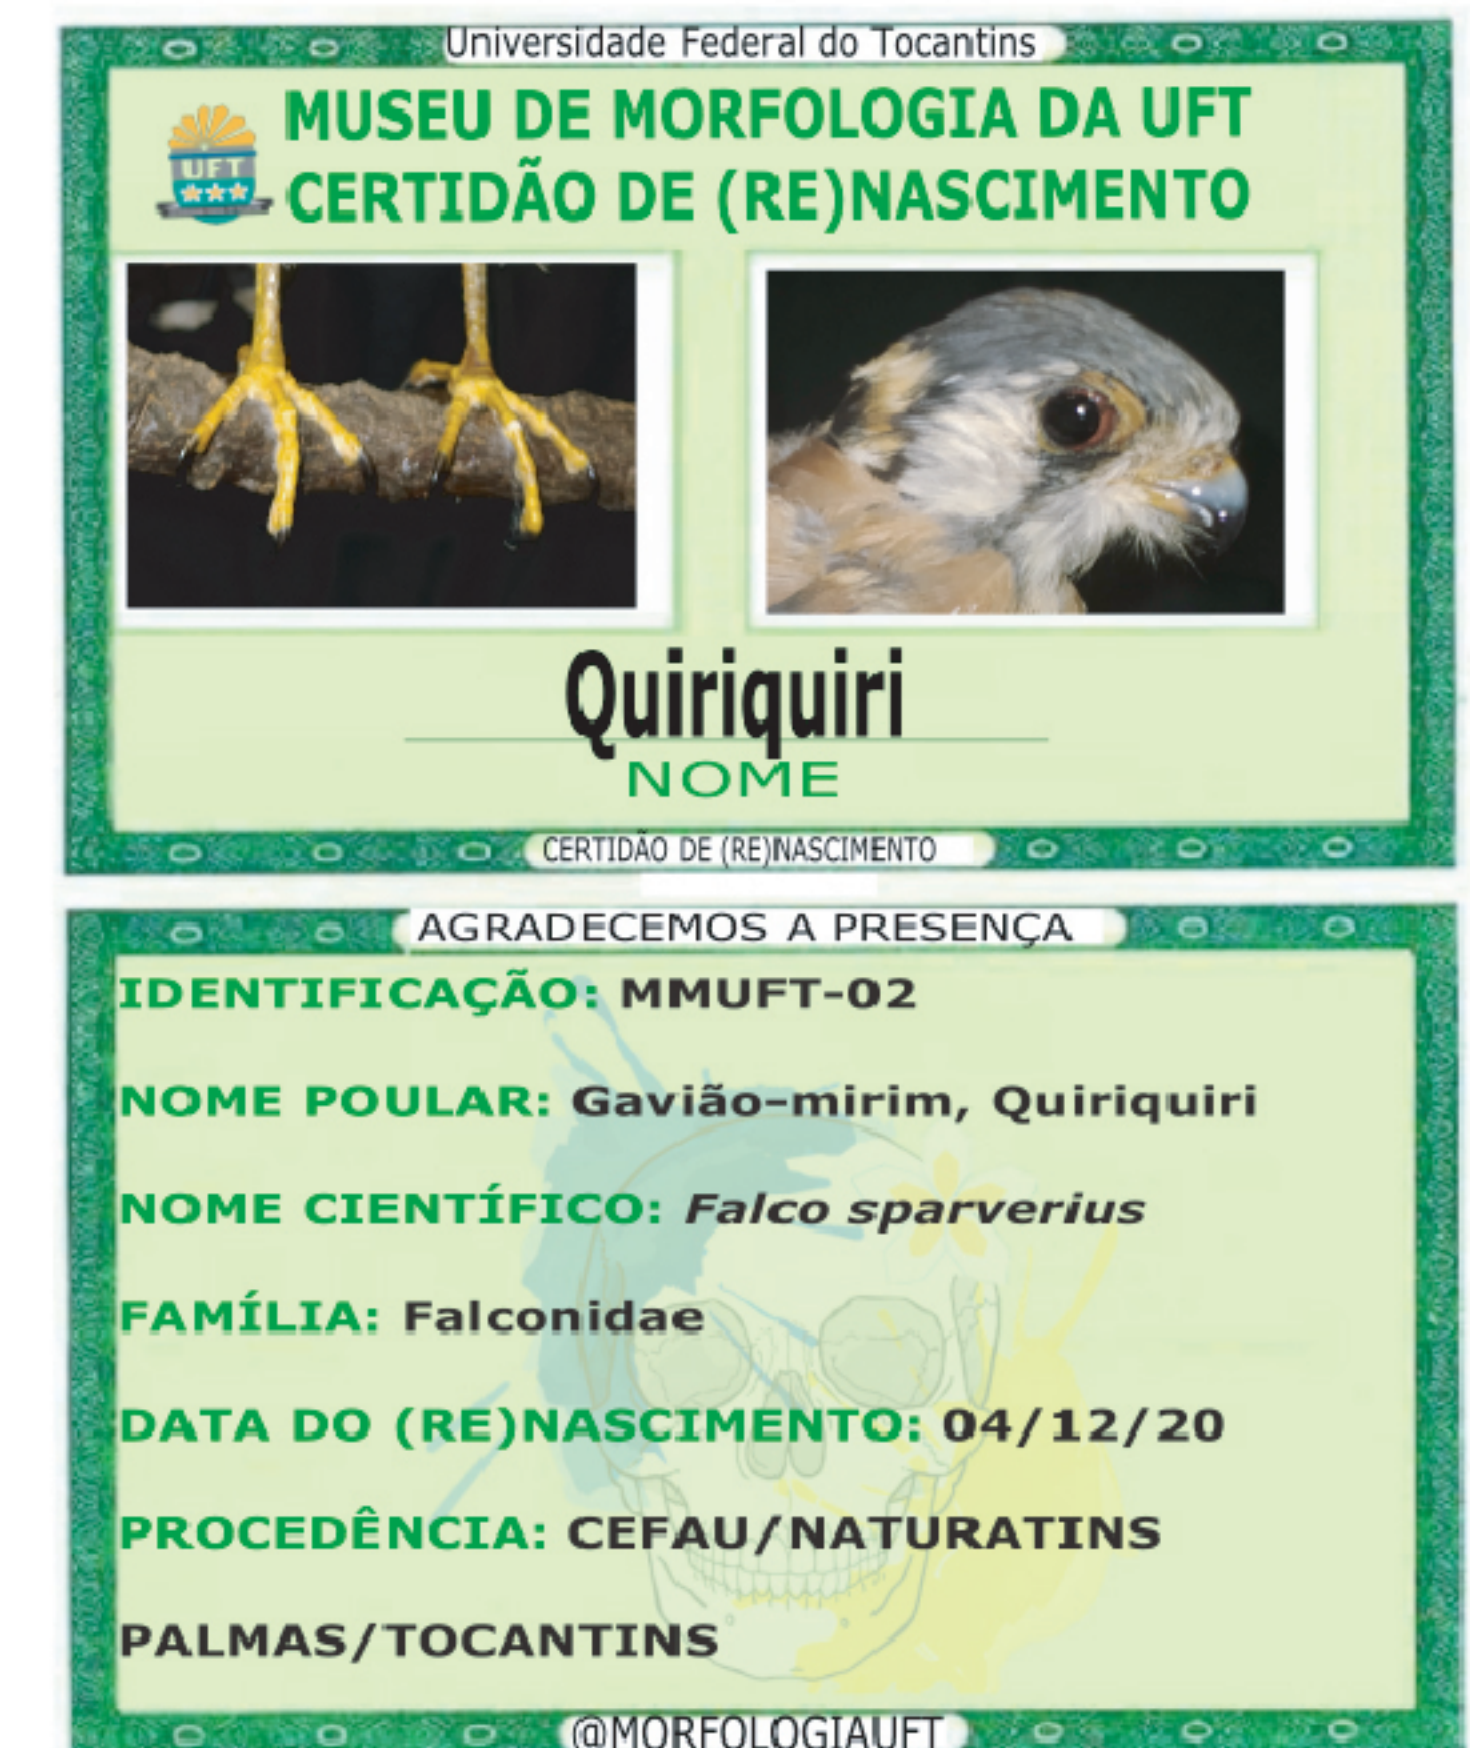 Universidade Federal do Tocantins
MUSEU DE MORFOLOGIA DA UFT
UFT
CERTIDÃO DE (RE)NASCIMENTO
Quiriquiri
NOME
CERTIDÃO DE (RE)NASCIMENTO
AGRADECEMOS A PRESENÇA
IDENTIFICAÇÃO: MMUFT-02
NOME POULAR: Gavião-mirim, Quiriquiri
NOME CIENTÍFICO: Falco sparverius
FAMÍLIA: Falconidae
DATA DO (RE)NASCIMENTO: 04/12/20
PROCEDÊNCIA: CEFAU/NATURATINS
PALMAS/TOCANTINS
@MORFOLOGIAUFT